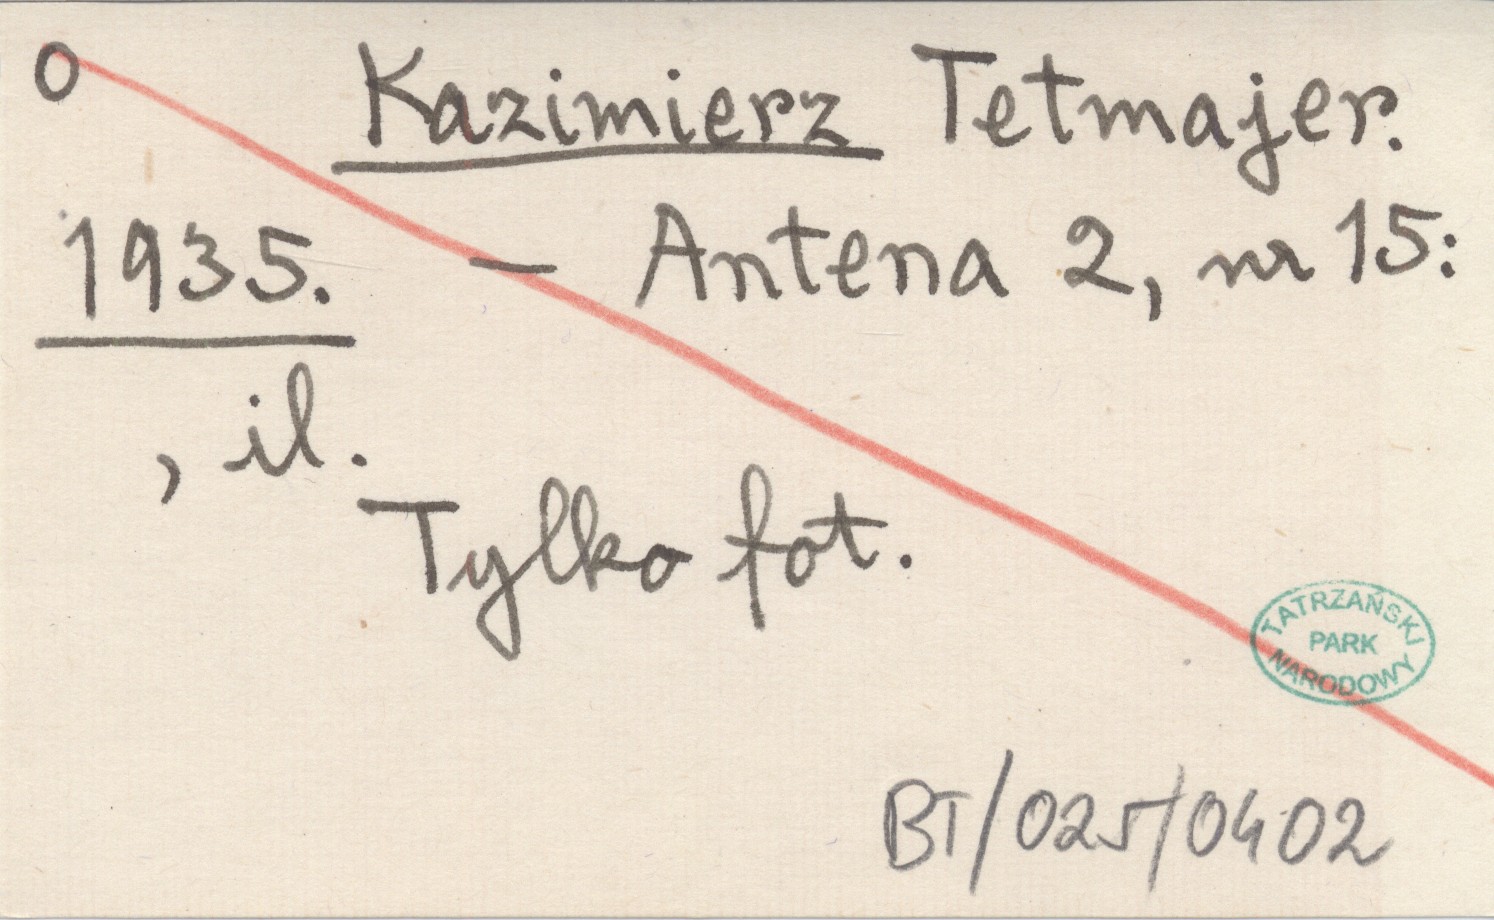 O Kazimierz Tetmajer.
1935. – Antena 2, nr 15:
, il.
Tylko fot.
TATRZAŃSKI
PARK
NARODOWY
BT/025/0402